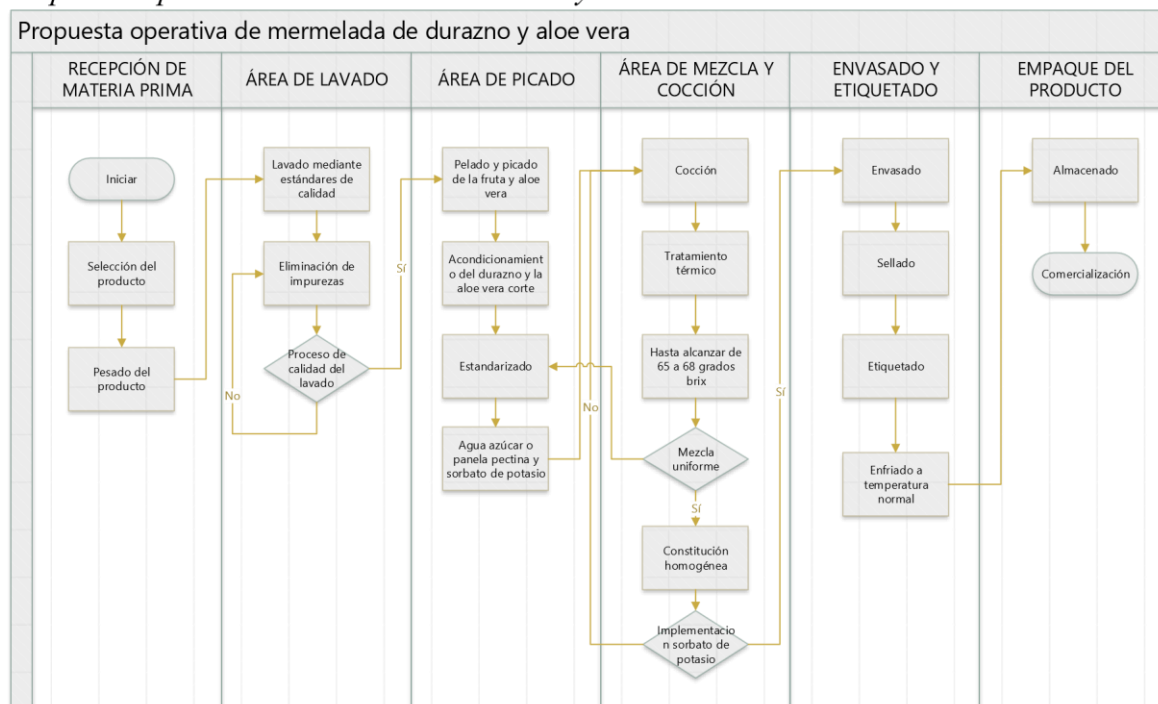 Propuesta operativa de mermelada de durazno y aloe vera
RECEPCIÓN DE
MATERIA PRIMA
ÁREA DE LAVADO
ÁREA DE PICADO
ÁREA DE MEZCLA Y
COCCIÓN
ENVASADO Y
ETIQUETADO
EMPAQUE DEL
PRODUCTO
Iniciar
Selección del
producto
Pesado del
producto
Lavado mediante
estándares de
calidad
Eliminación de
impurezas
Proceso de
calidad del
lavado
No
Sí
Pelado y picado
de la fruta y aloe
vera
Acondicionamient
o del durazno y la
aloe vera corte
Estandarizado
Agua azúcar o
panela pectina y
sorbato de potasio
Cocción
Tratamiento
térmico
Hasta alcanzar de
65 a 68 grados
brix
Mezcla
uniforme
No
Sí
Constitución
homogénea
Implementacio
n sorbato de
potasio
Sí
Envasado
Sellado
Etiquetado
Enfriado a
temperatura
normal
Almacenado
Comercialización